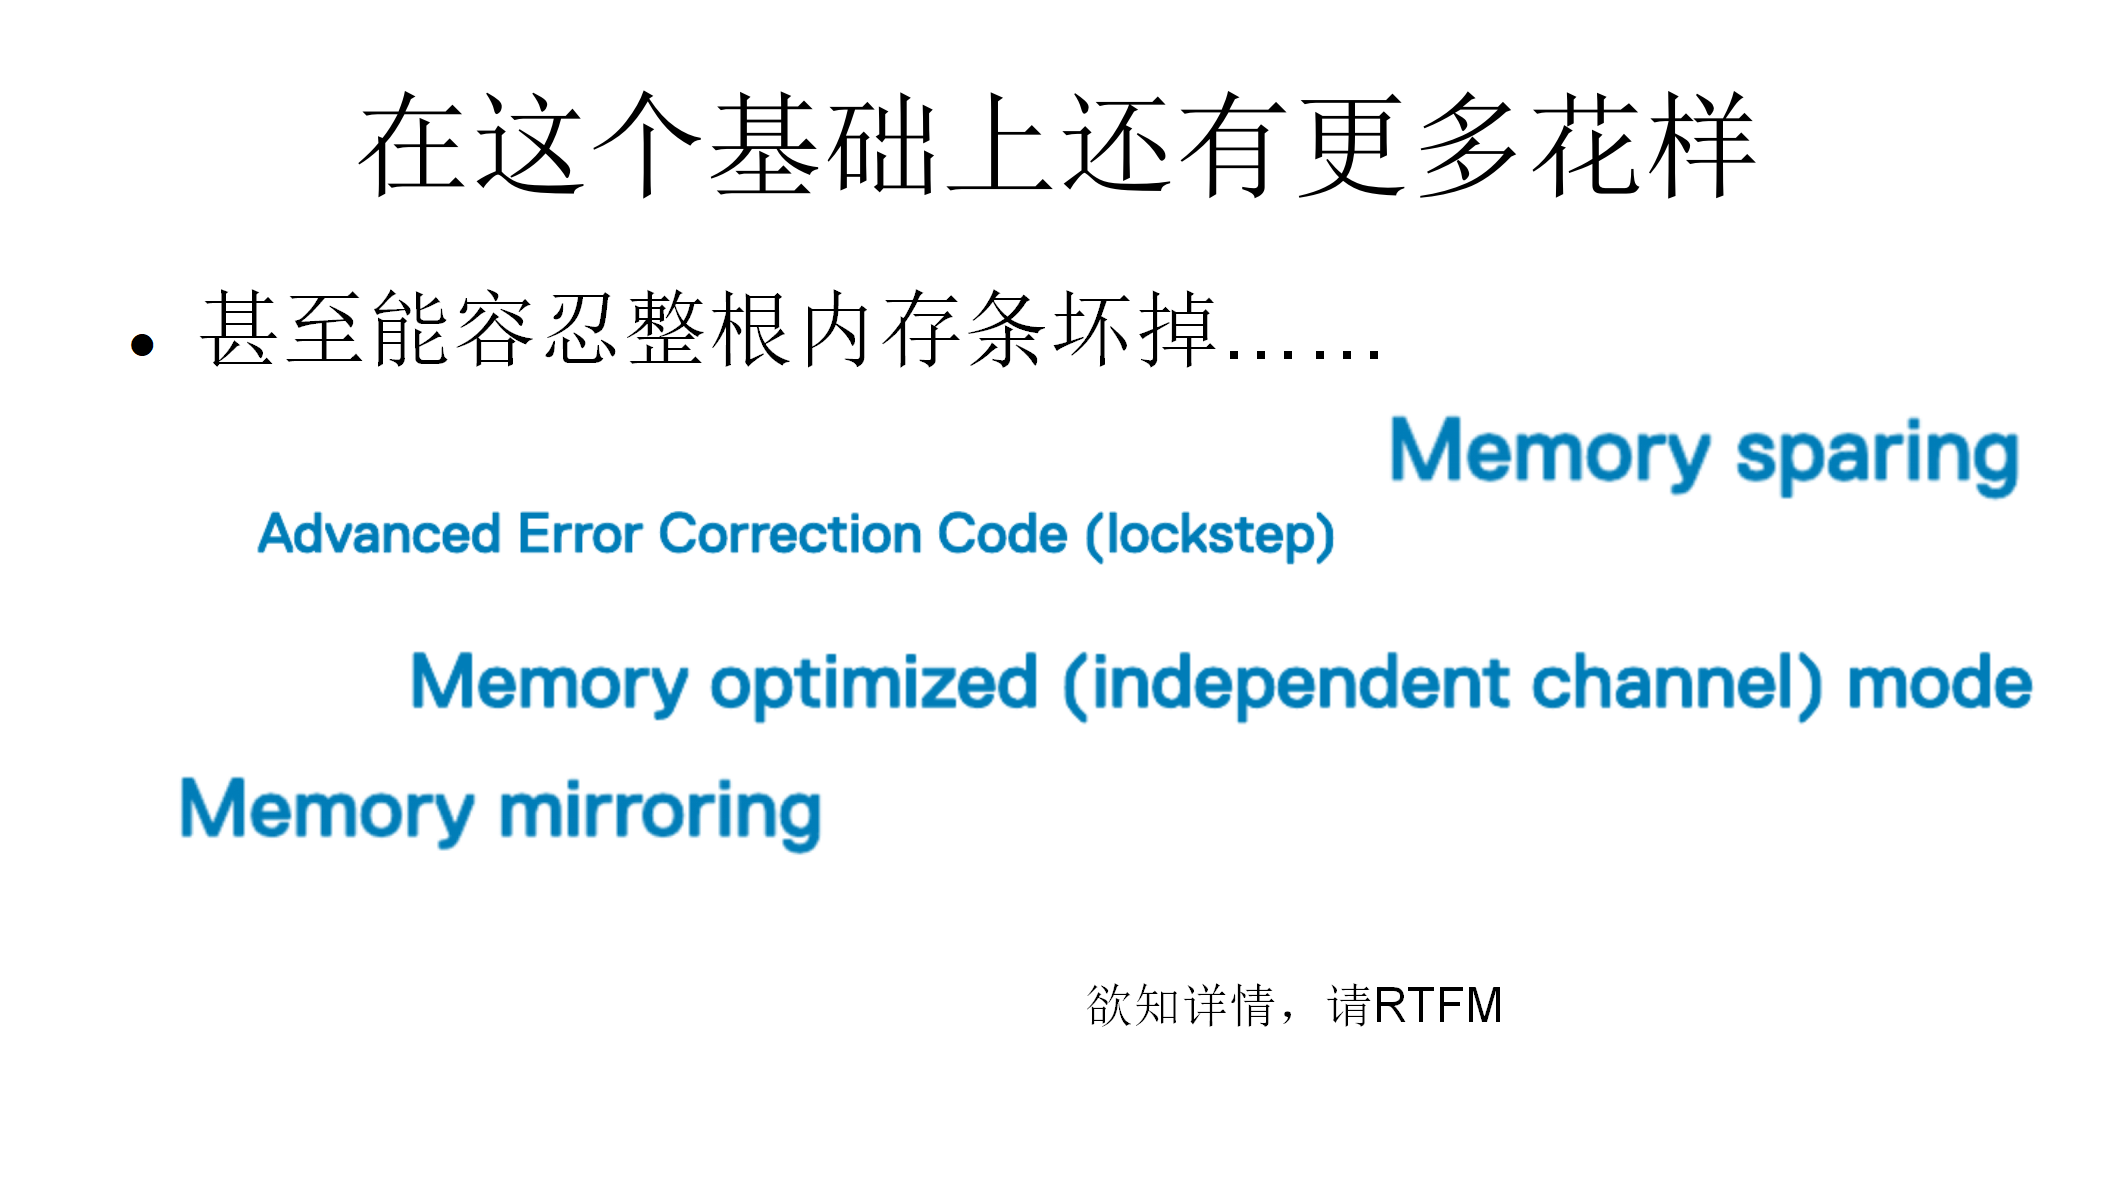 在这个基础上还有更多花样
• 甚至能容忍整根内存条坏掉……
Memory sparing
Advanced Error Correction Code (lockstep)
Memory optimized (independent channel) mode
Memory mirroring
欲知详情，请RTFM